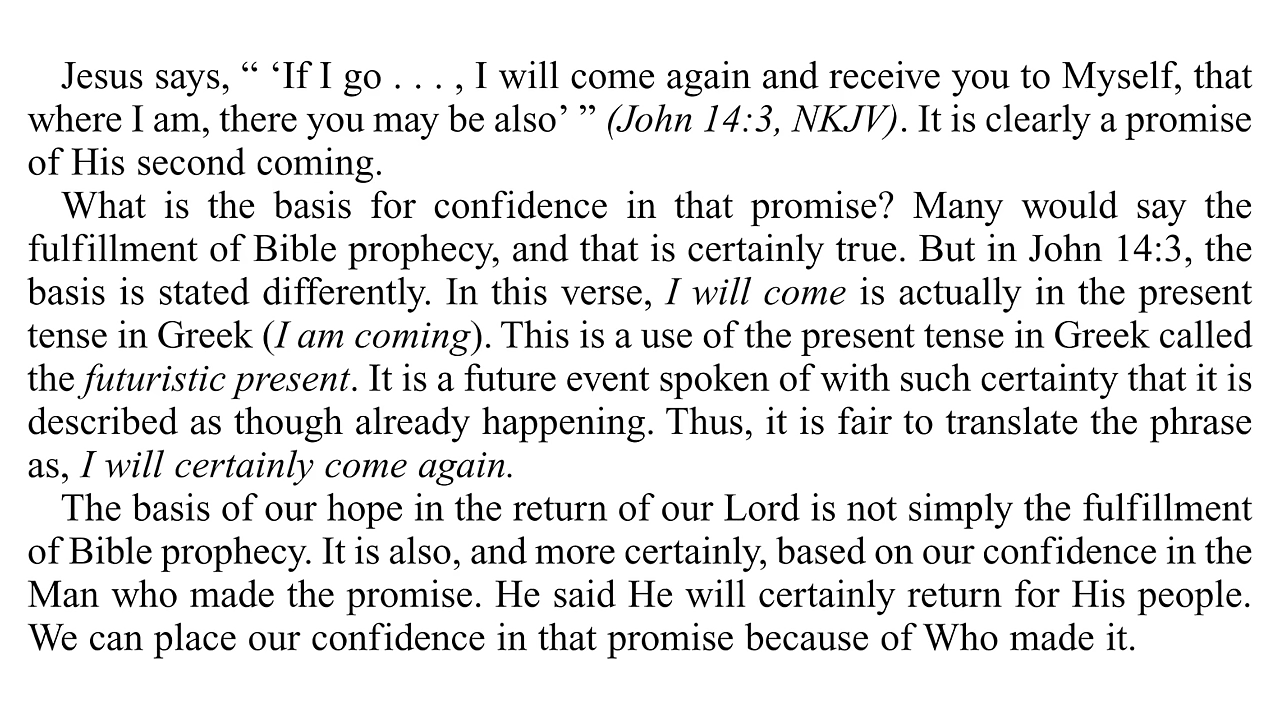 Jesus says, “ ‘If I go . . . , I will come again and receive you to Myself, that
where I am, there you may be also’ ” (John 14:3, NKJV). It is clearly a promise
of His second coming.
What is the basis for confidence in that promise? Many would say the
fulfillment of Bible prophecy, and that is certainly true. But in John 14:3, the
basis is stated differently. In this verse, I will come is actually in the present
tense in Greek (I am coming). This is a use of the present tense in Greek called
the futuristic present. It is a future event spoken of with such certainty that it is
described as though already happening. Thus, it is fair to translate the phrase
as, I will certainly come again.
The basis of our hope in the return of our Lord is not simply the fulfillment
of Bible prophecy. It is also, and more certainly, based on our confidence in the
Man who made the promise. He said He will certainly return for His people.
We can place our confidence in that promise because of Who made it.